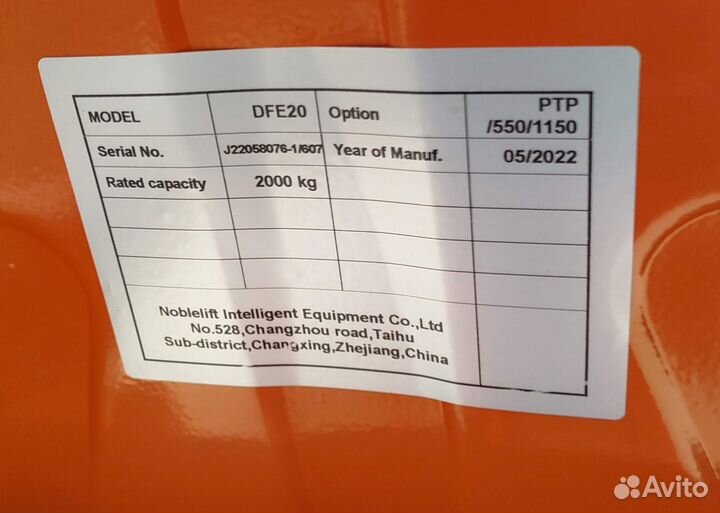 MODEL DFE20 Option PTP /550/1150
Serial No. J22058076-1/607 Year of Manuf. 05/2022
Rated capacity 2000 kg
Noblelift Intelligent Equipment Co.,Ltd
No.528,Changzhou road,Taihu
Sub-district,Changxing,Zhejiang,China
Avito